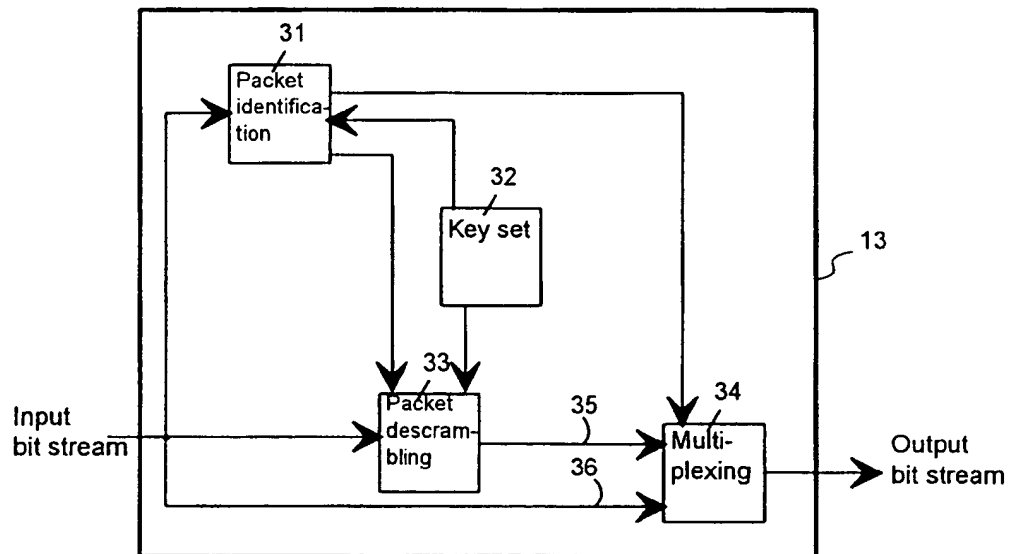 31
Packet
identifica-
tion
32
Key set
13
33
Packet
descram-
bling
34
Multi-
plexing
35
36
Input
bit stream
Output
bit stream